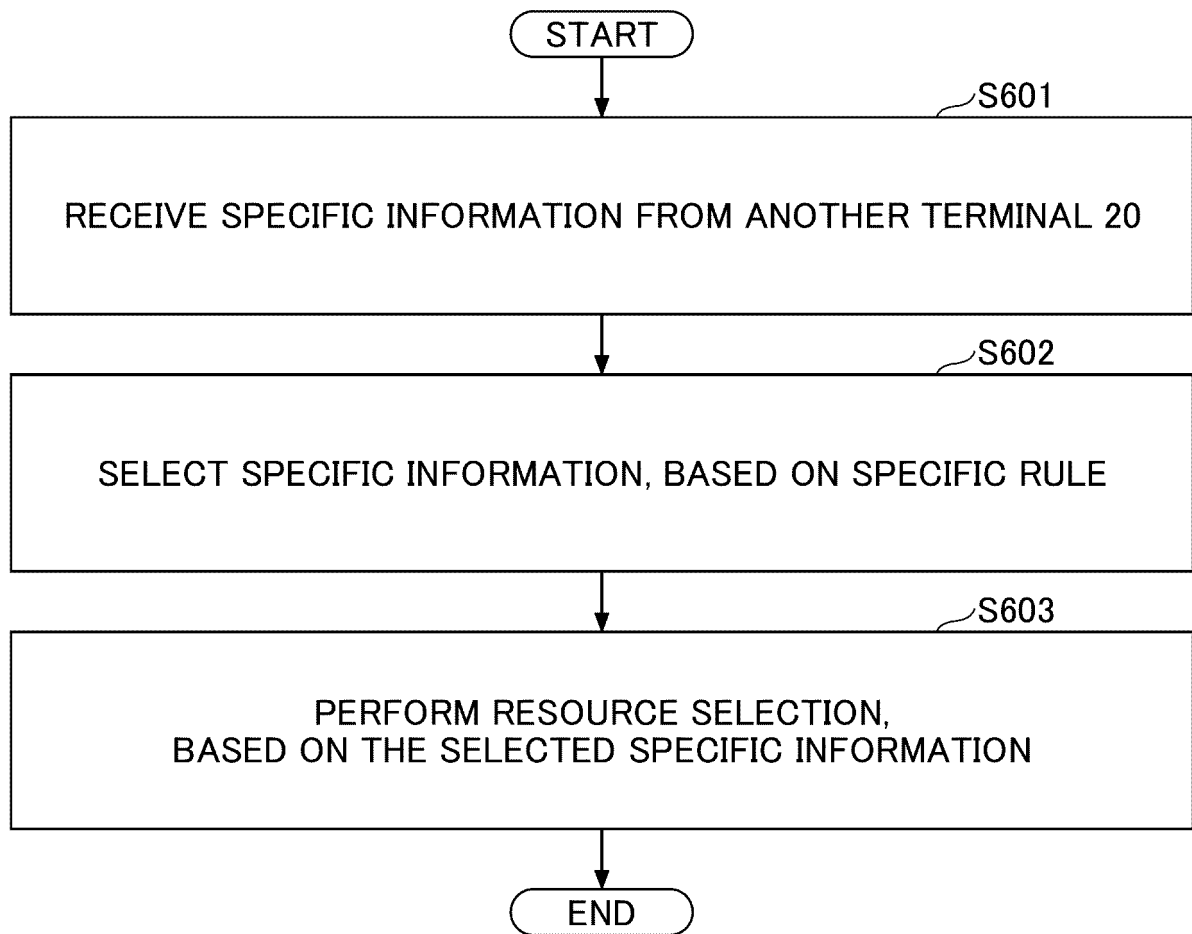 START
S601
RECEIVE SPECIFIC INFORMATION FROM ANOTHER TERMINAL 20
S602
SELECT SPECIFIC INFORMATION, BASED ON SPECIFIC RULE
S603
PERFORM RESOURCE SELECTION,
BASED ON THE SELECTED SPECIFIC INFORMATION
END